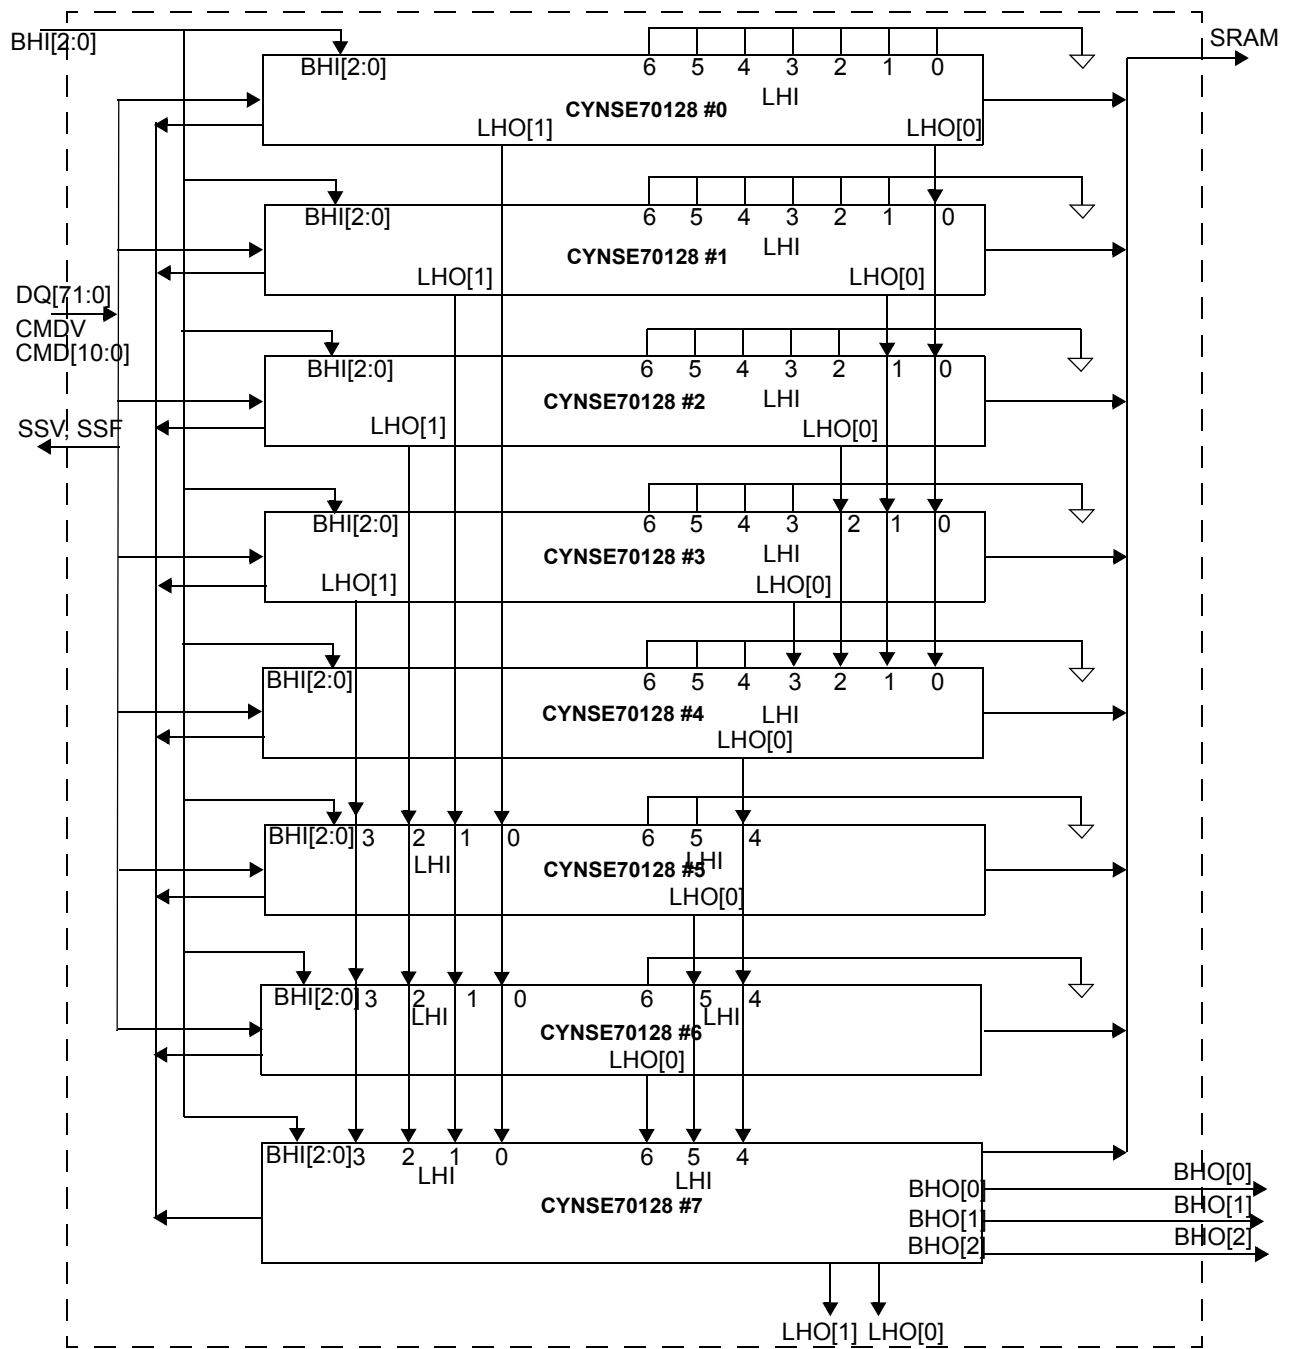 BHI[2:0]
SRAM
BHI[2:0] 6 5 4 3 2 1 0
LHI
CYNSE70128 #0
LHO[1] LHO[0]
BHI[2:0] 6 5 4 3 2 1 0
LHI
CYNSE70128 #1
LHO[1] LHO[0]
DQ[71:0]
CMDV
CMD[10:0]
BHI[2:0] 6 5 4 3 2 1 0
LHI
CYNSE70128 #2
LHO[1] LHO[0]
SSV, SSF
BHI[2:0] 6 5 4 3 2 1 0
LHI
CYNSE70128 #3
LHO[1] LHO[0]
BHI[2:0] 6 5 4 3 2 1 0
LHI
CYNSE70128 #4
LHO[0]
BHI[2:0] 3 2 1 0 6 5 4
LHI LHI
CYNSE70128 #5
LHO[0]
BHI[2:0] 3 2 1 0 6 5 4
LHI LHI
CYNSE70128 #6
LHO[0]
BHI[2:0] 3 2 1 0 6 5 4
LHI LHI
CYNSE70128 #7
BHO[0] BHO[0]
BHO[1] BHO[1]
BHO[2] BHO[2]
LHO[1] LHO[0]